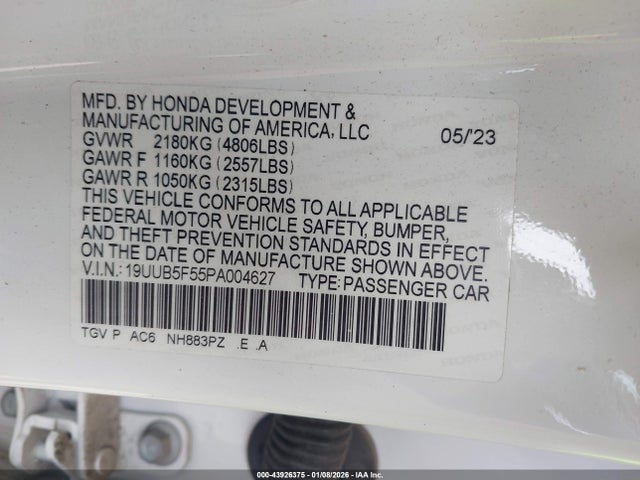 MFD. BY HONDA DEVELOPMENT &
MANUFACTURING OF AMERICA, LLC 05/'23
GVWR 2180KG (4806LBS)
GAWR F 1160KG (2557LBS)
GAWR R 1050KG (2315LBS)
THIS VEHICLE CONFORMS TO ALL APPLICABLE
FEDERAL MOTOR VEHICLE SAFETY, BUMPER,
AND THEFT PREVENTION STANDARDS IN EFFECT
ON THE DATE OF MANUFACTURE SHOWN ABOVE.
V.I.N.: 19UUB5F55PA004627 TYPE: PASSENGER CAR
TGV P AC6 NH883PZ .E .A
000-43926375 | 01/08/2026 | IAA Inc.